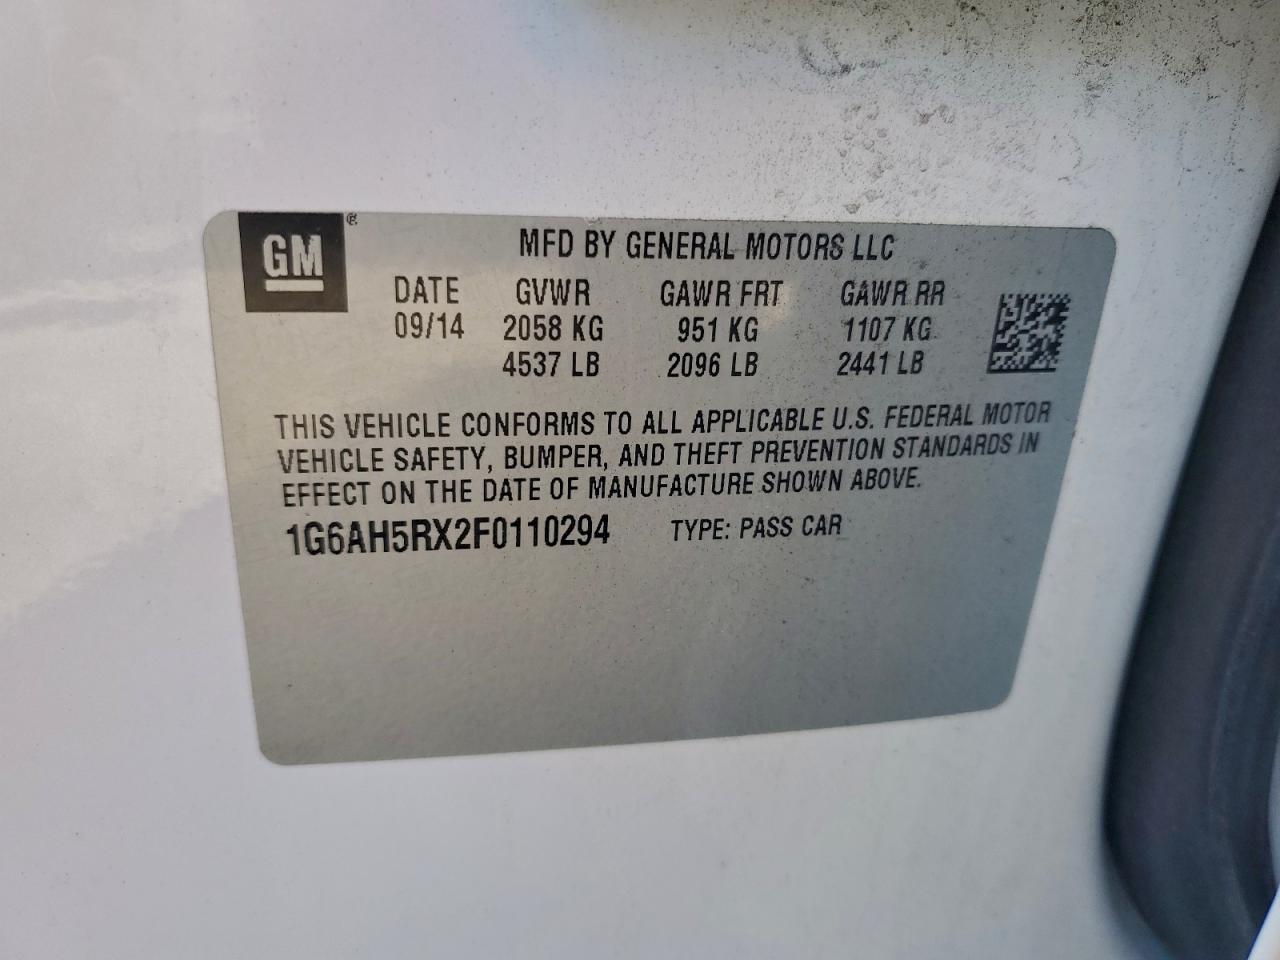 GM
MFD BY GENERAL MOTORS LLC
DATE GVWR GAWR FRT GAWR RR
09/14 2058 KG 951 KG 1107 KG
4537 LB 2096 LB 2441 LB
THIS VEHICLE CONFORMS TO ALL APPLICABLE U.S. FEDERAL MOTOR
VEHICLE SAFETY, BUMPER, AND THEFT PREVENTION STANDARDS IN
EFFECT ON THE DATE OF MANUFACTURE SHOWN ABOVE.
1G6AH5RX2F0110294 TYPE: PASS CAR